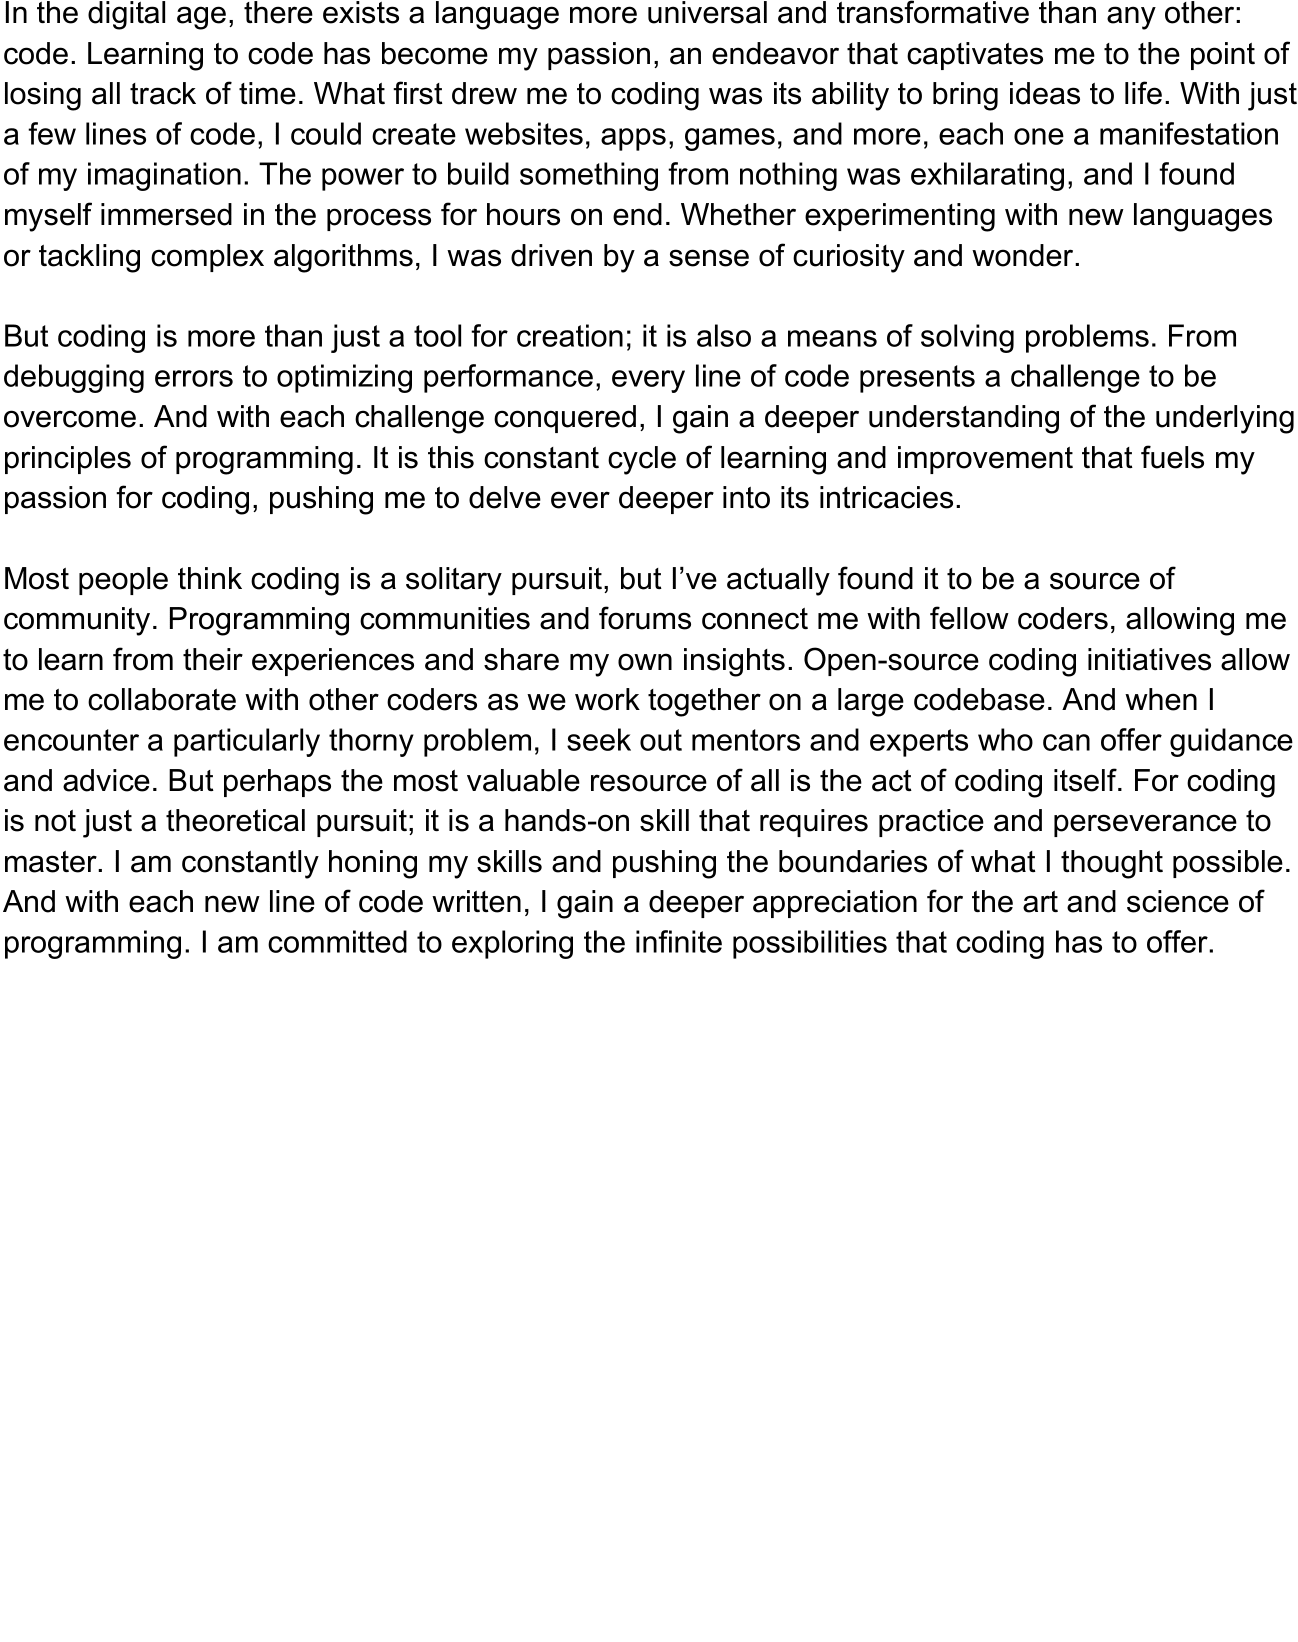 In the digital age, there exists a language more universal and transformative than any other:
code. Learning to code has become my passion, an endeavor that captivates me to the point of
losing all track of time. What first drew me to coding was its ability to bring ideas to life. With just
a few lines of code, I could create websites, apps, games, and more, each one a manifestation
of my imagination. The power to build something from nothing was exhilarating, and I found
myself immersed in the process for hours on end. Whether experimenting with new languages
or tackling complex algorithms, I was driven by a sense of curiosity and wonder.

But coding is more than just a tool for creation; it is also a means of solving problems. From
debugging errors to optimizing performance, every line of code presents a challenge to be
overcome. And with each challenge conquered, I gain a deeper understanding of the underlying
principles of programming. It is this constant cycle of learning and improvement that fuels my
passion for coding, pushing me to delve ever deeper into its intricacies.

Most people think coding is a solitary pursuit, but I’ve actually found it to be a source of
community. Programming communities and forums connect me with fellow coders, allowing me
to learn from their experiences and share my own insights. Open-source coding initiatives allow
me to collaborate with other coders as we work together on a large codebase. And when I
encounter a particularly thorny problem, I seek out mentors and experts who can offer guidance
and advice. But perhaps the most valuable resource of all is the act of coding itself. For coding
is not just a theoretical pursuit; it is a hands-on skill that requires practice and perseverance to
master. I am constantly honing my skills and pushing the boundaries of what I thought possible.
And with each new line of code written, I gain a deeper appreciation for the art and science of
programming. I am committed to exploring the infinite possibilities that coding has to offer.